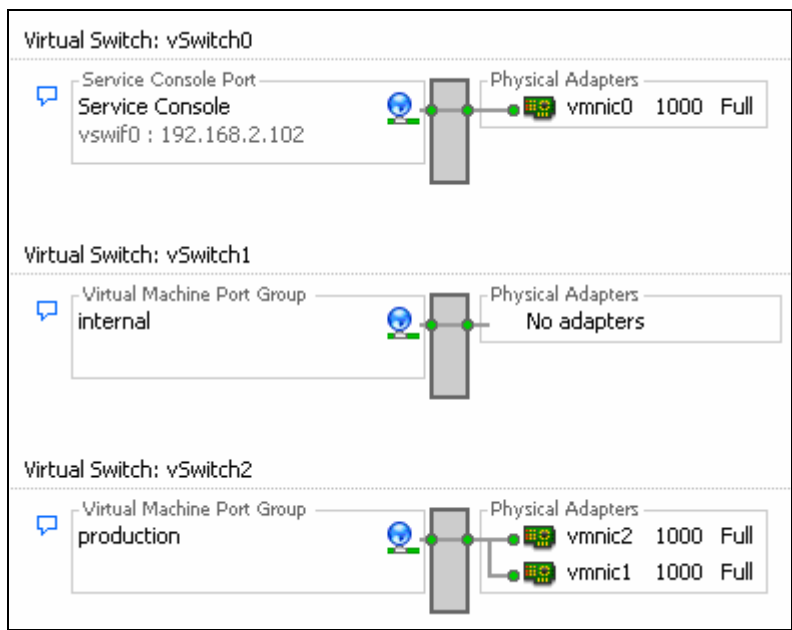 Virtual Switch: vSwitch0
Service Console Port
Physical Adapters
Service Console
vmnic0 1000 Full
vswif0 : 192.168.2.102
Virtual Switch: vSwitch1
Virtual Machine Port Group
Physical Adapters
internal
No adapters
Virtual Switch: vSwitch2
Virtual Machine Port Group
Physical Adapters
production
vmnic2 1000 Full
vmnic1 1000 Full